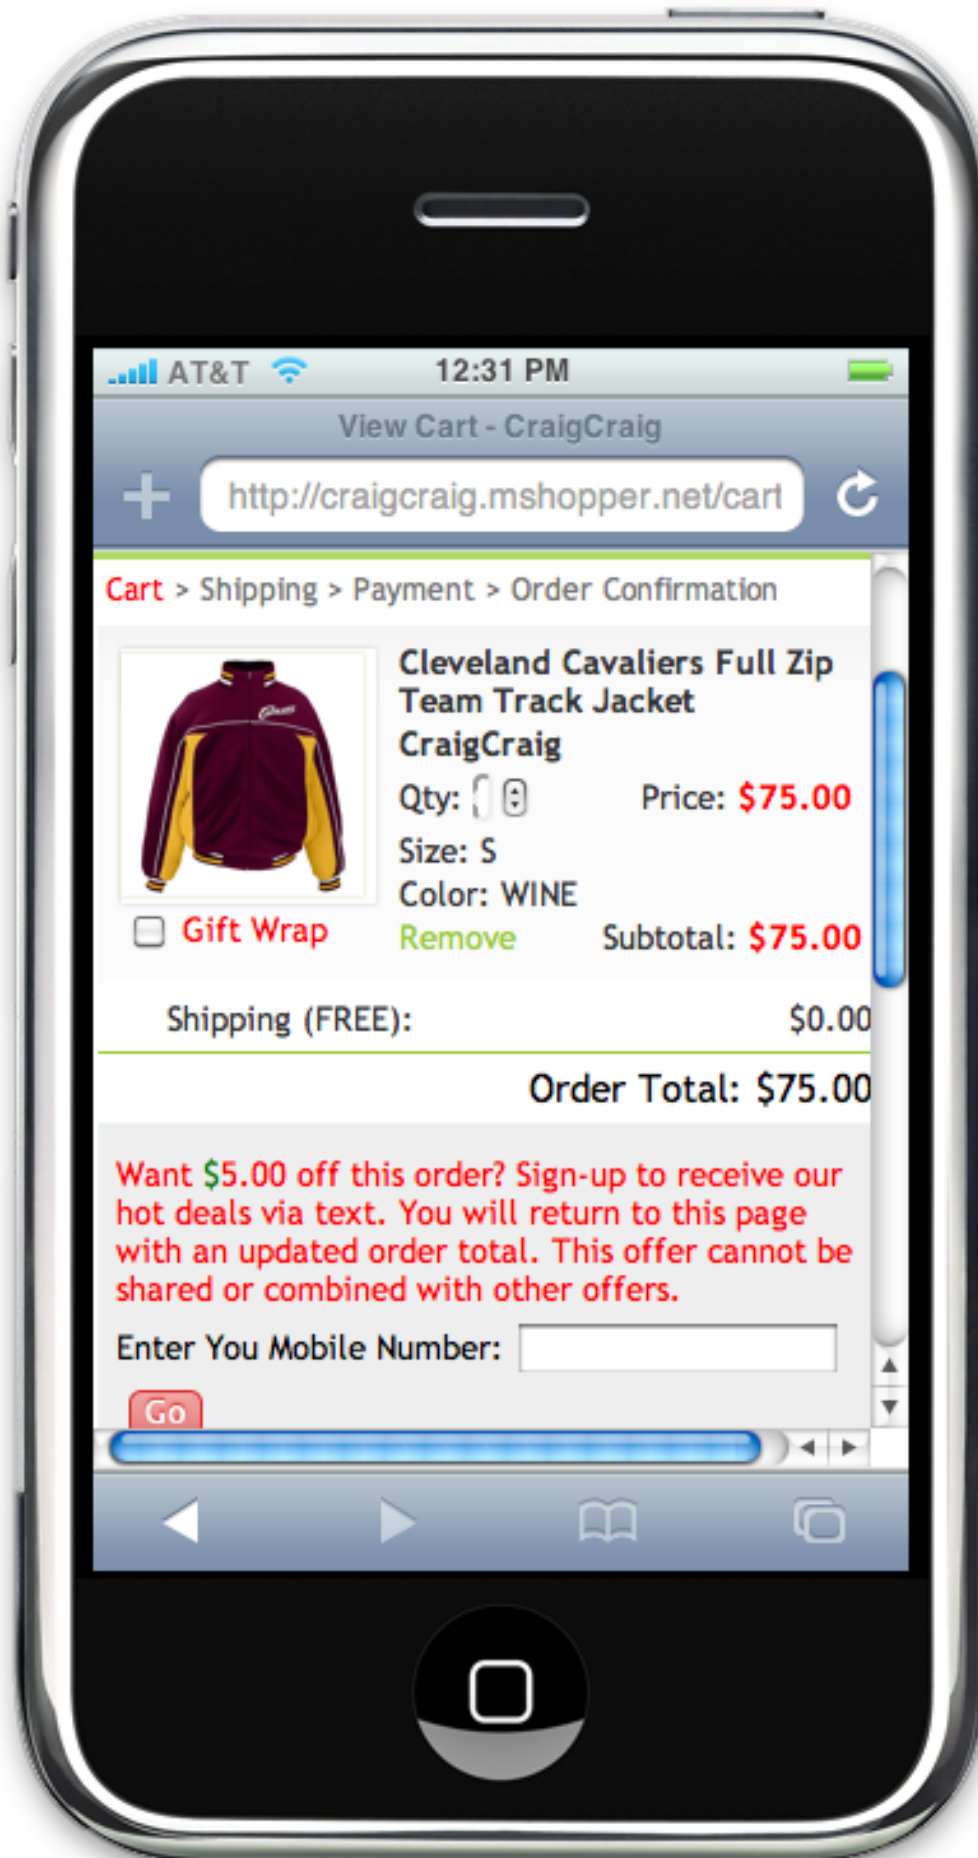 AT&T 12:31 PM
View Cart - CraigCraig
http://craigcraig.mshopper.net/cart
Cart > Shipping > Payment > Order Confirmation
Cleveland Cavaliers Full Zip
Team Track Jacket
CraigCraig
Qty: Price: $75.00
Size: S
Color: WINE
Gift Wrap Remove Subtotal: $75.00
Shipping (FREE): $0.00
Order Total: $75.00
Want $5.00 off this order? Sign-up to receive our
hot deals via text. You will return to this page
with an updated order total. This offer cannot be
shared or combined with other offers.
Enter You Mobile Number:
Go